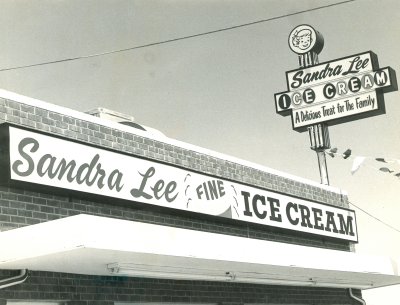 Sandra Lee
ICE CREAM
A Delicious Treat for The Family
Sandra Lee FINE ICE CREAM